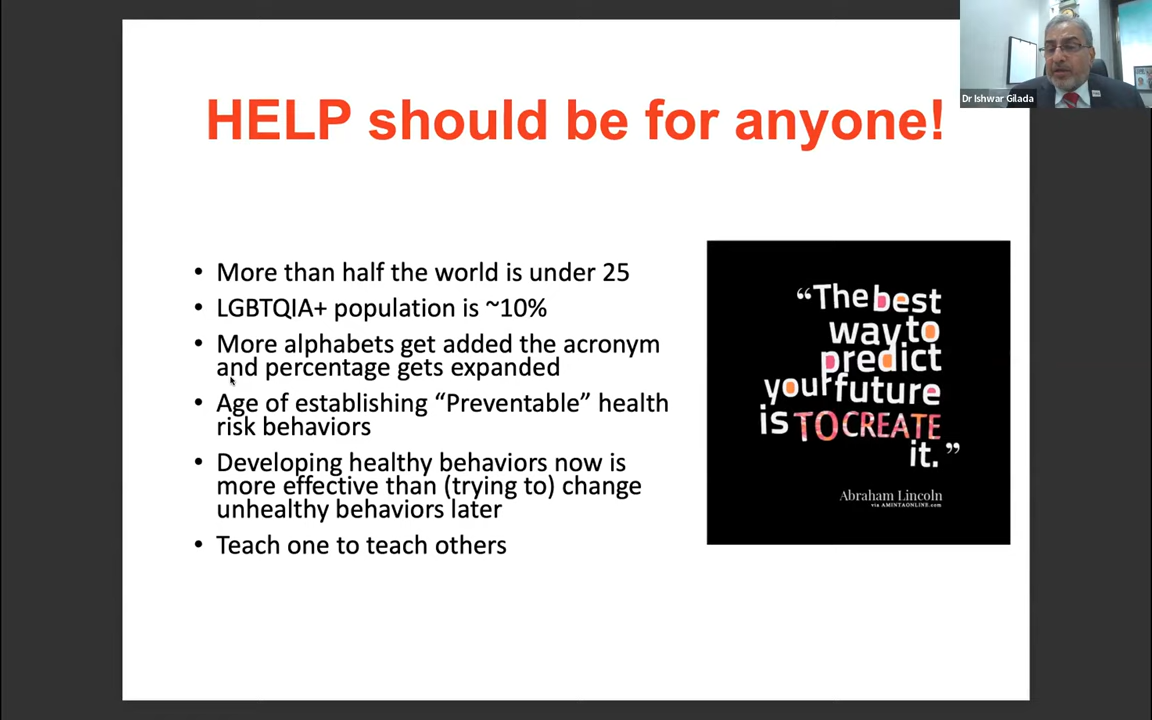 HELP should be for anyone!
• More than half the world is under 25
• LGBTQIA+ population is ~10%
• More alphabets get added the acronym
and percentage gets expanded
• Age of establishing “Preventable” health
risk behaviors
• Developing healthy behaviors now is
more effective than (trying to) change
unhealthy behaviors later
• Teach one to teach others
“The best
way to
predict
your future
is TO CREATE
it.”
Abraham Lincoln
via AMINTAONLINE.com
Dr Ishwar Gilada